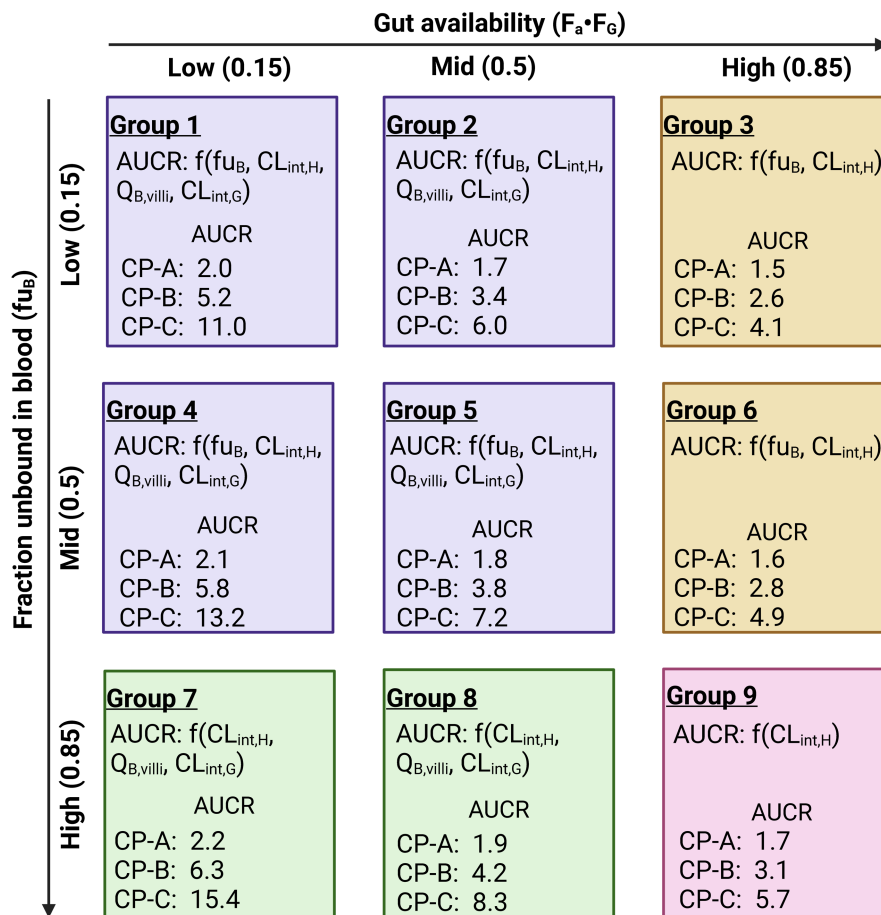 Gut availability (Fa•FG)
Low (0.15)
Mid (0.5)
High (0.85)
Fraction unbound in blood (fuB)
Low (0.15)
Group 1
AUCR: f(fuB, CLint,H,
QB,villi, CLint,G)
AUCR
CP-A: 2.0
CP-B: 5.2
CP-C: 11.0
Group 2
AUCR: f(fuB, CLint,H,
QB,villi, CLint,G)
AUCR
CP-A: 1.7
CP-B: 3.4
CP-C: 6.0
Group 3
AUCR: f(fuB, CLint,H)
AUCR
CP-A: 1.5
CP-B: 2.6
CP-C: 4.1
Mid (0.5)
Group 4
AUCR: f(fuB, CLint,H,
QB,villi, CLint,G)
AUCR
CP-A: 2.1
CP-B: 5.8
CP-C: 13.2
Group 5
AUCR: f(fuB, CLint,H,
QB,villi, CLint,G)
AUCR
CP-A: 1.8
CP-B: 3.8
CP-C: 7.2
Group 6
AUCR: f(fuB, CLint,H)
AUCR
CP-A: 1.6
CP-B: 2.8
CP-C: 4.9
High (0.85)
Group 7
AUCR: f(CLint,H,
QB,villi, CLint,G)
AUCR
CP-A: 2.2
CP-B: 6.3
CP-C: 15.4
Group 8
AUCR: f(CLint,H,
QB,villi, CLint,G)
AUCR
CP-A: 1.9
CP-B: 4.2
CP-C: 8.3
Group 9
AUCR: f(CLint,H)
AUCR
CP-A: 1.7
CP-B: 3.1
CP-C: 5.7